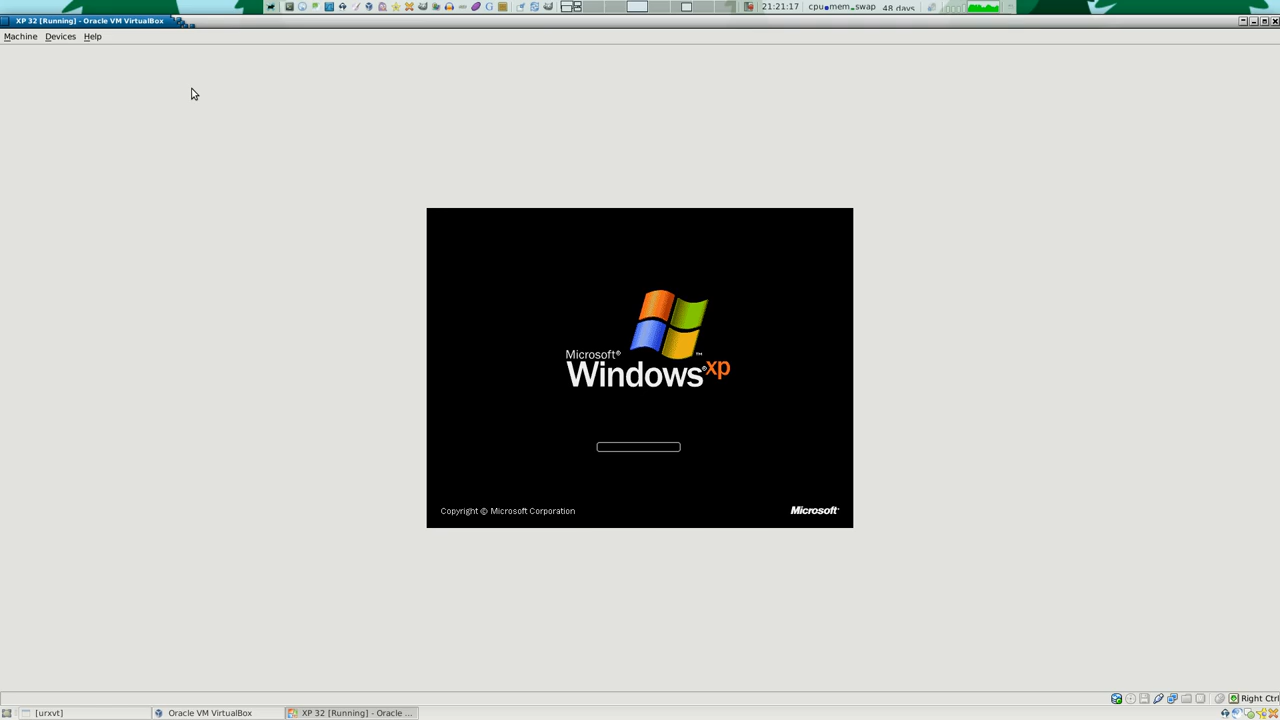 21:21:17
cpu mem swap
48 days
XP 32 [Running] - Oracle VM VirtualBox
Machine Devices Help
Microsoft®
Windows® xp ™
Copyright © Microsoft Corporation
Microsoft®
Right Ctrl
[urxvt]
Oracle VM VirtualBox
XP 32 [Running] - Oracle ...